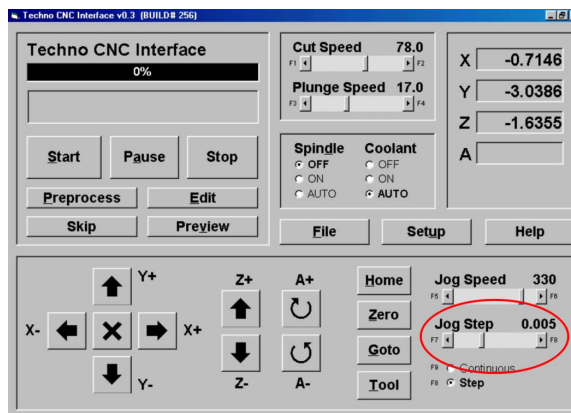 Techno CNC Interface v0.3 (BUILD# 256)
Techno CNC Interface
0%
Start Pause Stop
Preprocess Edit
Skip Preview
Cut Speed 78.0
F1 F2
Plunge Speed 17.0
F3 F4
Spindle Coolant
OFF OFF
ON ON
AUTO AUTO
X -0.7146
Y -3.0386
Z -1.6355
A
File Setup Help
Y+
X- X+
Y-
Z+ A+
Z- A-
Home
Zero
Goto
Tool
Jog Speed 330
F5 F6
Jog Step 0.005
F7 F8
F9 Continuous
F8 Step